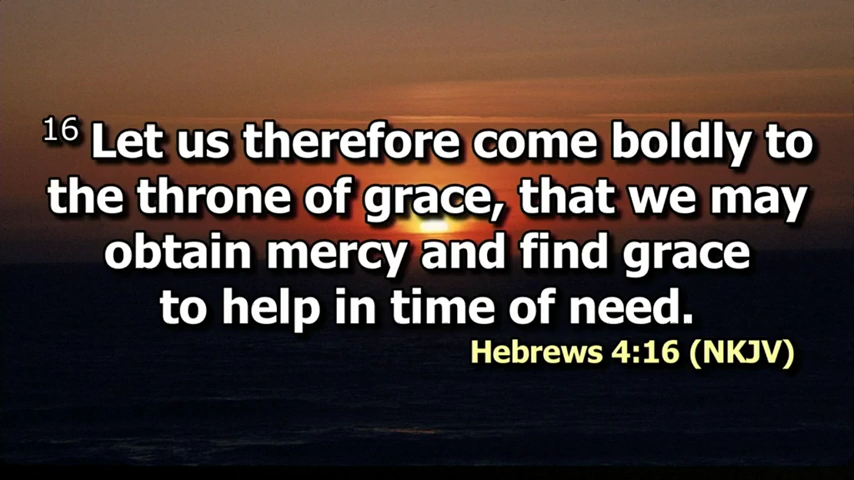 16 Let us therefore come boldly to
the throne of grace, that we may
obtain mercy and find grace
to help in time of need.
Hebrews 4:16 (NKJV)